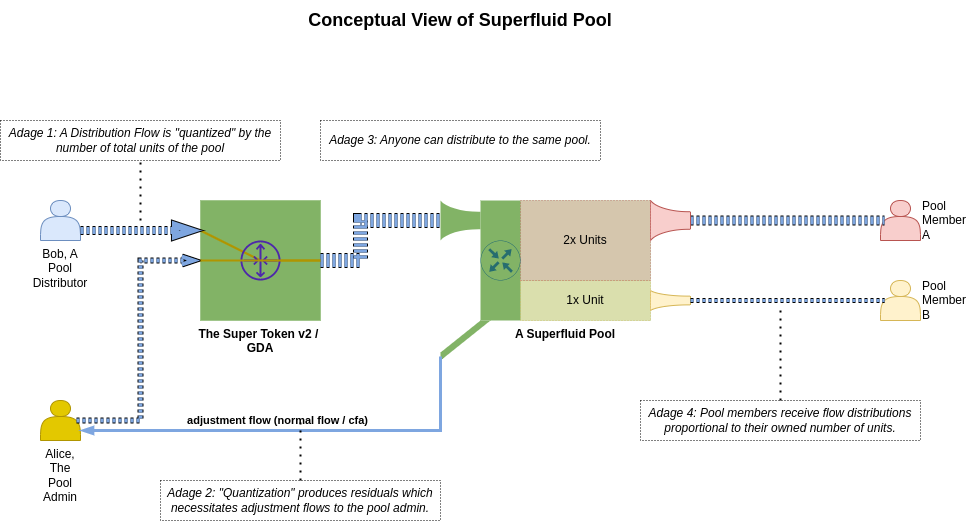 Conceptual View of Superfluid Pool
Adage 1: A Distribution Flow is "quantized" by the
number of total units of the pool
Adage 3: Anyone can distribute to the same pool.
Bob, A
Pool
Distributor
The Super Token v2 /
GDA
2x Units
1x Unit
A Superfluid Pool
Pool
Member
A
Pool
Member
B
adjustment flow (normal flow / cfa)
Alice,
The
Pool
Admin
Adage 4: Pool members receive flow distributions
proportional to their owned number of units.
Adage 2: "Quantization" produces residuals which
necessitates adjustment flows to the pool admin.